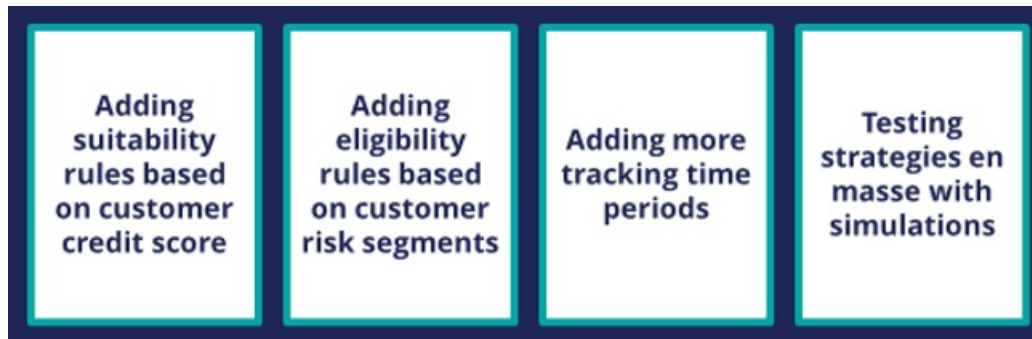 Adding
suitability
rules based
on customer
credit score
Adding
eligibility
rules based
on customer
risk segments
Adding more
tracking time
periods
Testing
strategies en
masse with
simulations